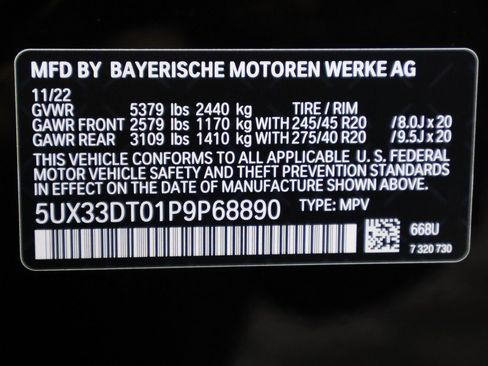 MFD BY BAYERISCHE MOTOREN WERKE AG
11/22
GVWR 5379 lbs 2440 kg TIRE / RIM
GAWR FRONT 2579 lbs 1170 kg WITH 245/45 R20 /8.0J x 20
GAWR REAR 3109 lbs 1410 kg WITH 275/40 R20 /9.5J x 20
THIS VEHICLE CONFORMS TO ALL APPLICABLE U. S. FEDERAL
MOTOR VEHICLE SAFETY AND THEFT PREVENTION STANDARDS
IN EFFECT ON THE DATE OF MANUFACTURE SHOWN ABOVE.
5UX33DT01P9P68890 TYPE: MPV
668U
7 320 730